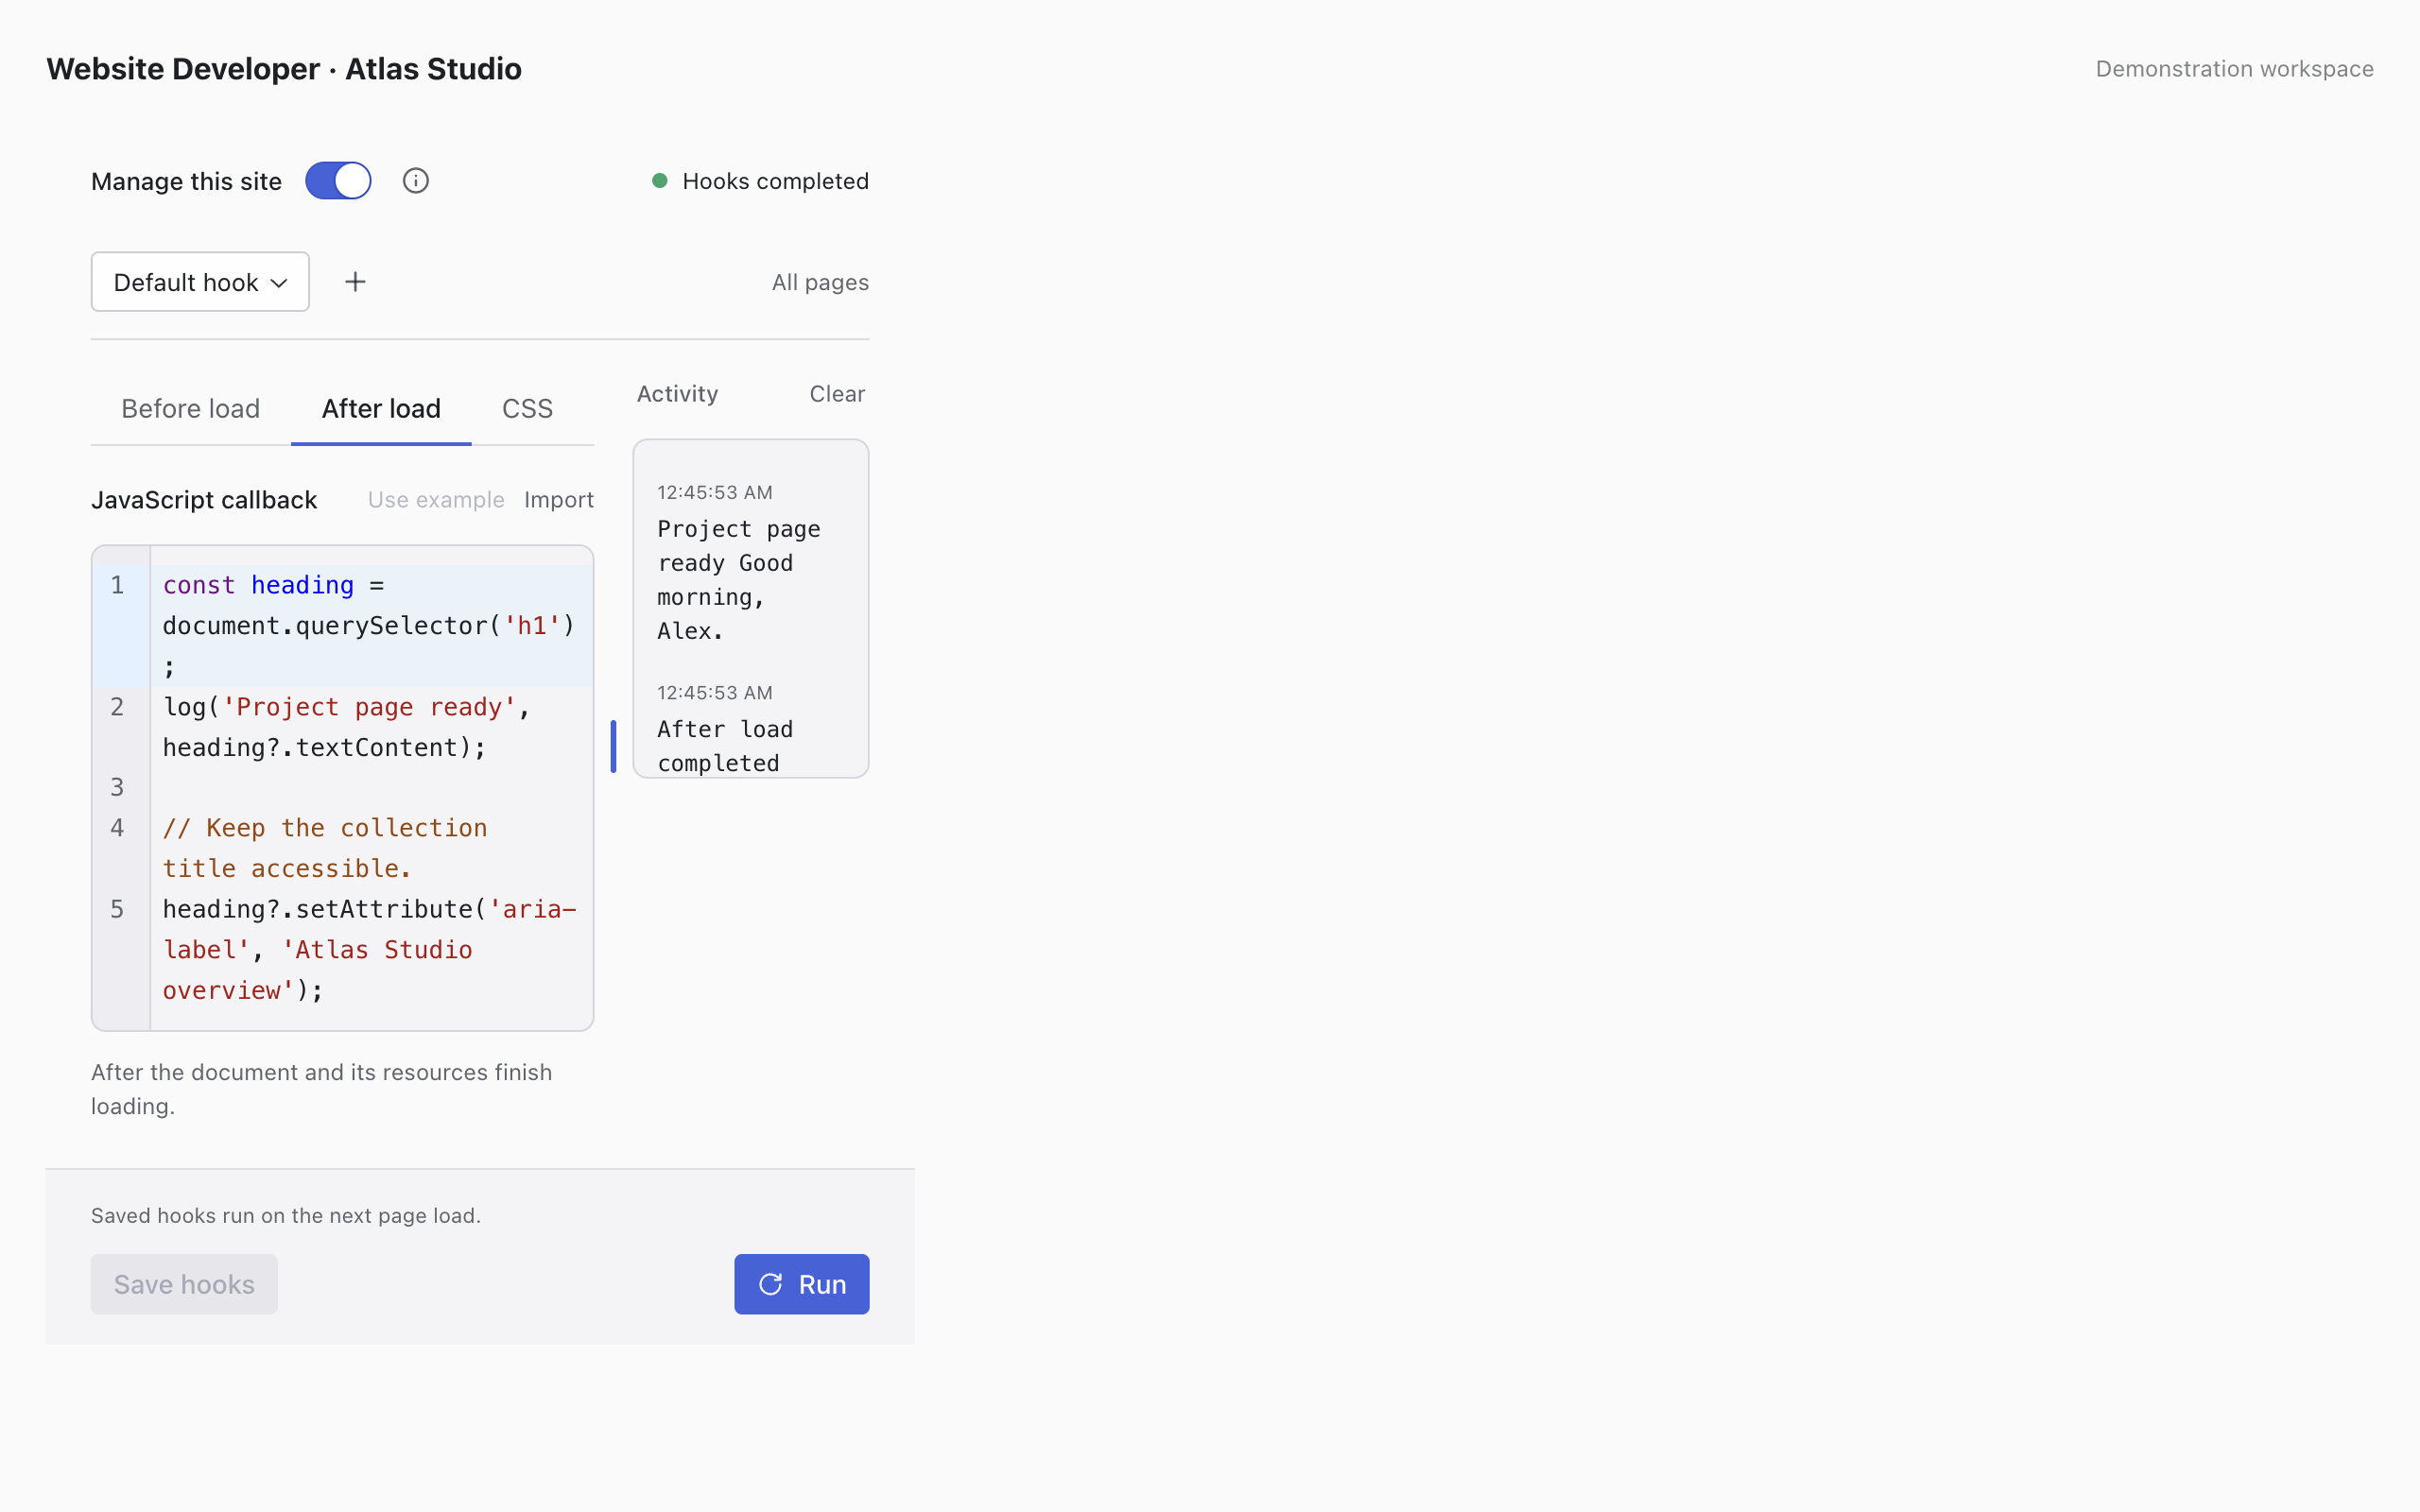 Website Developer · Atlas Studio
Demonstration workspace
Manage this site
Hooks completed
Default hook
All pages
Before load
After load
CSS
JavaScript callback
Use example
Import
1
const heading =
document.querySelector('h1')
;
2
log('Project page ready',
heading?.textContent);
3
4
// Keep the collection
title accessible.
5
heading?.setAttribute('aria-
label', 'Atlas Studio
overview');
After the document and its resources finish
loading.
Activity
Clear
12:45:53 AM
Project page
ready Good
morning,
Alex.
12:45:53 AM
After load
completed
Saved hooks run on the next page load.
Save hooks
Run